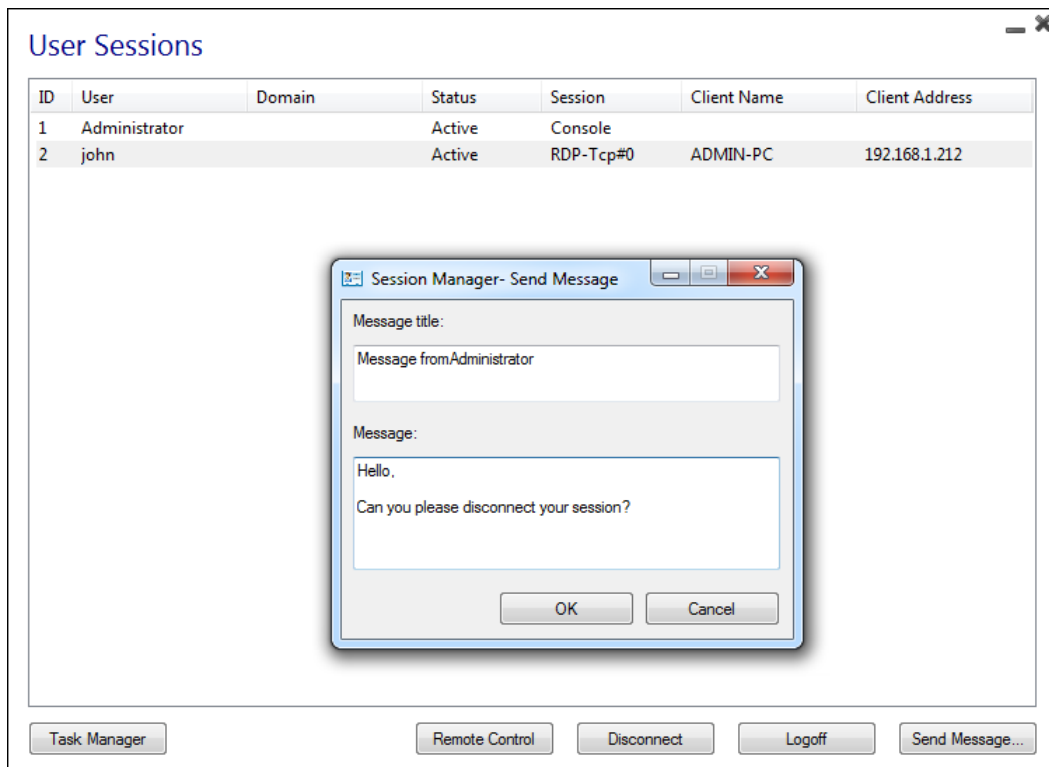 User Sessions
ID User Domain Status Session Client Name Client Address
1 Administrator Active Console
2 john Active RDP-Tcp#0 ADMIN-PC 192.168.1.212
Session Manager- Send Message
Message title:
Message fromAdministrator
Message:
Hello,
Can you please disconnect your session?
OK Cancel
Task Manager Remote Control Disconnect Logoff Send Message...